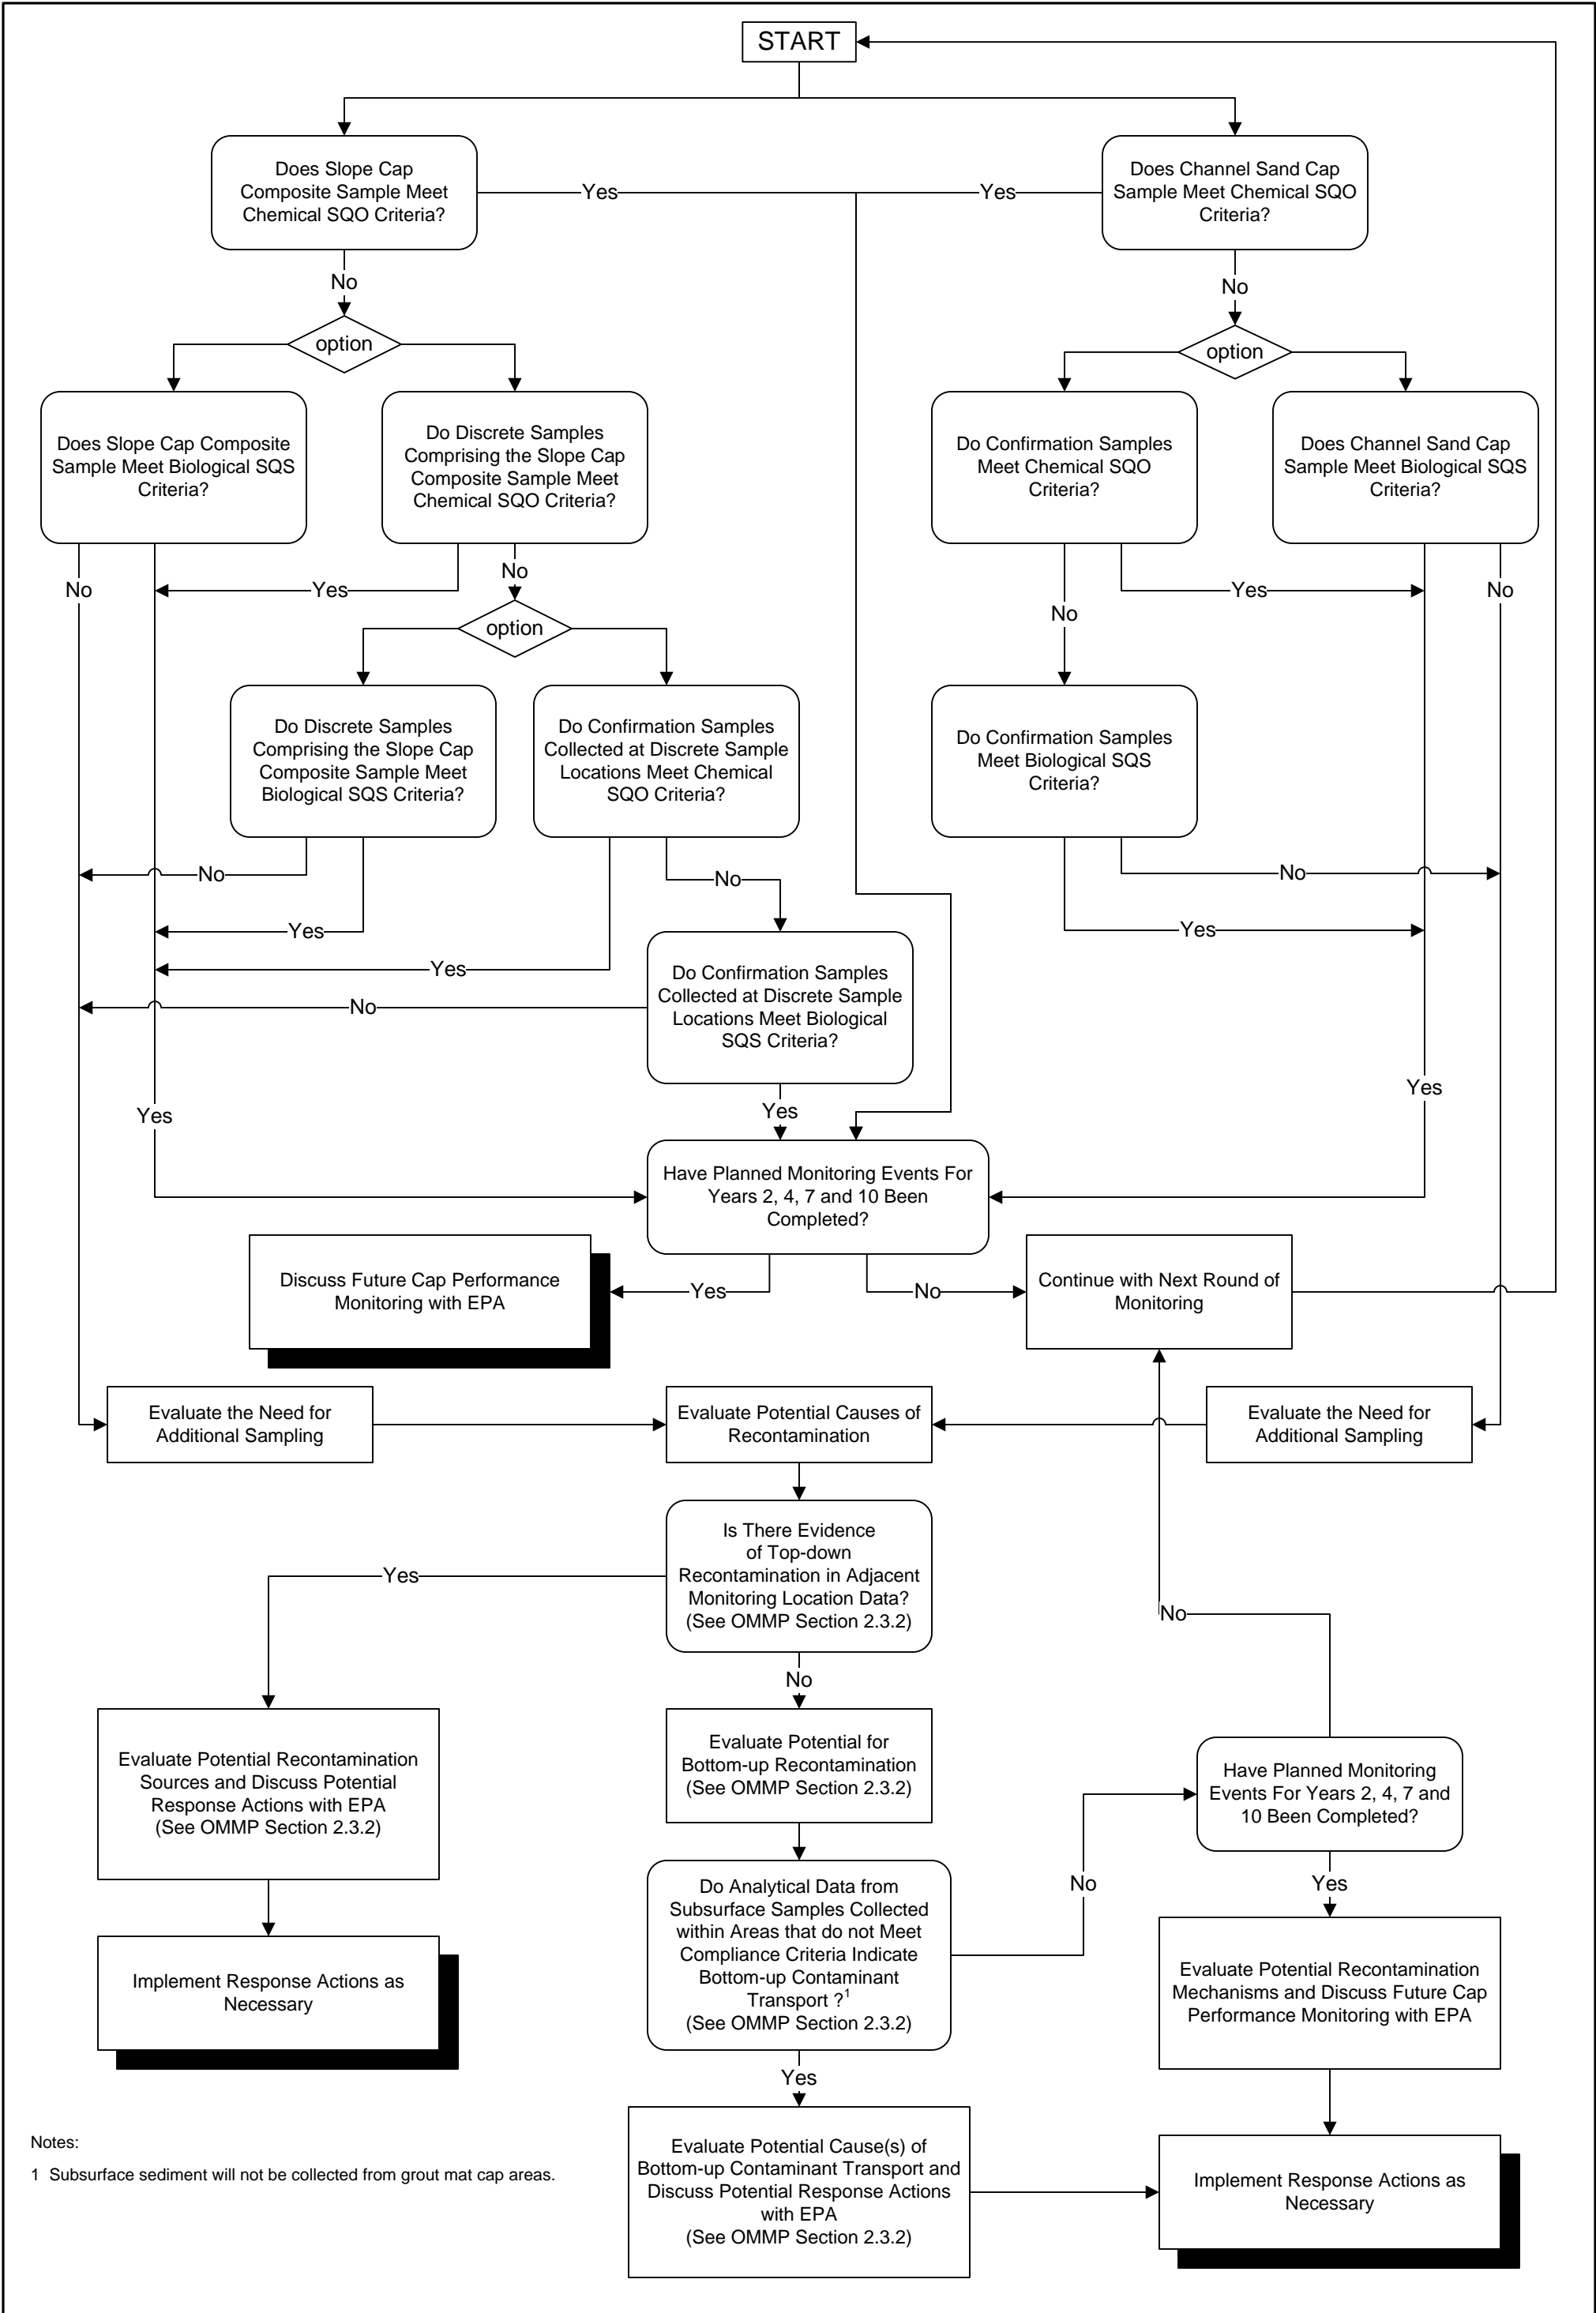 START
Does Slope Cap
Composite Sample Meet
Chemical SQO Criteria?
Yes
Yes
Does Channel Sand Cap
Sample Meet Chemical SQO
Criteria?
No
No
option
option
Does Slope Cap Composite
Sample Meet Biological SQS
Criteria?
Do Discrete Samples
Comprising the Slope Cap
Composite Sample Meet
Chemical SQO Criteria?
Do Confirmation Samples
Meet Chemical SQO
Criteria?
Does Channel Sand Cap
Sample Meet Biological SQS
Criteria?
No
Yes
No
No
Yes
No
option
Do Discrete Samples
Comprising the Slope Cap
Composite Sample Meet
Biological SQS Criteria?
Do Confirmation Samples
Collected at Discrete Sample
Locations Meet Chemical
SQO Criteria?
Do Confirmation Samples
Meet Biological SQS
Criteria?
No
No
No
Yes
Yes
Yes
No
Do Confirmation Samples
Collected at Discrete Sample
Locations Meet Biological
SQS Criteria?
Yes
Yes
Yes
Have Planned Monitoring Events For
Years 2, 4, 7 and 10 Been
Completed?
Discuss Future Cap Performance
Monitoring with EPA
Yes
No
Continue with Next Round of
Monitoring
Evaluate the Need for
Additional Sampling
Evaluate Potential Causes of
Recontamination
Evaluate the Need for
Additional Sampling
Is There Evidence
of Top-down
Recontamination in Adjacent
Monitoring Location Data?
(See OMMP Section 2.3.2)
Yes
No
No
Evaluate Potential Recontamination
Sources and Discuss Potential
Response Actions with EPA
(See OMMP Section 2.3.2)
Evaluate Potential for
Bottom-up Recontamination
(See OMMP Section 2.3.2)
Have Planned Monitoring
Events For Years 2, 4, 7 and
10 Been Completed?
No
Yes
Do Analytical Data from
Subsurface Samples Collected
within Areas that do not Meet
Compliance Criteria Indicate
Bottom-up Contaminant
Transport ?1
(See OMMP Section 2.3.2)
Implement Response Actions as
Necessary
Evaluate Potential Recontamination
Mechanisms and Discuss Future Cap
Performance Monitoring with EPA
Yes
Evaluate Potential Cause(s) of
Bottom-up Contaminant Transport and
Discuss Potential Response Actions
with EPA
(See OMMP Section 2.3.2)
Implement Response Actions as
Necessary
Notes:
1 Subsurface sediment will not be collected from grout mat cap areas.